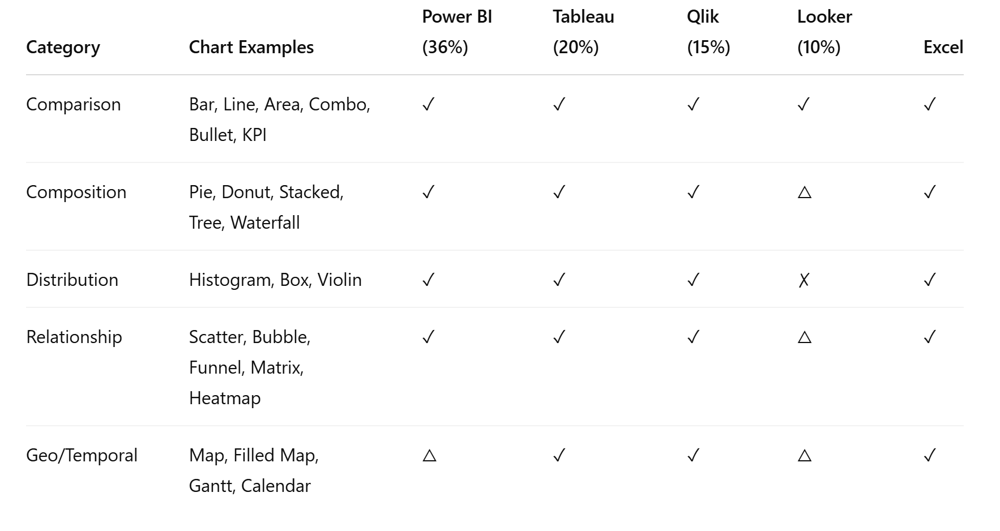 Power BI Tableau Qlik Looker
Category Chart Examples (36%) (20%) (15%) (10%) Excel
Comparison Bar, Line, Area, Combo, ✓ ✓ ✓ ✓ ✓
Bullet, KPI
Composition Pie, Donut, Stacked, ✓ ✓ ✓ △ ✓
Tree, Waterfall
Distribution Histogram, Box, Violin ✓ ✓ ✓ ✗ ✓
Relationship Scatter, Bubble, ✓ ✓ ✓ △ ✓
Funnel, Matrix,
Heatmap
Geo/Temporal Map, Filled Map, △ ✓ ✓ △ ✓
Gantt, Calendar